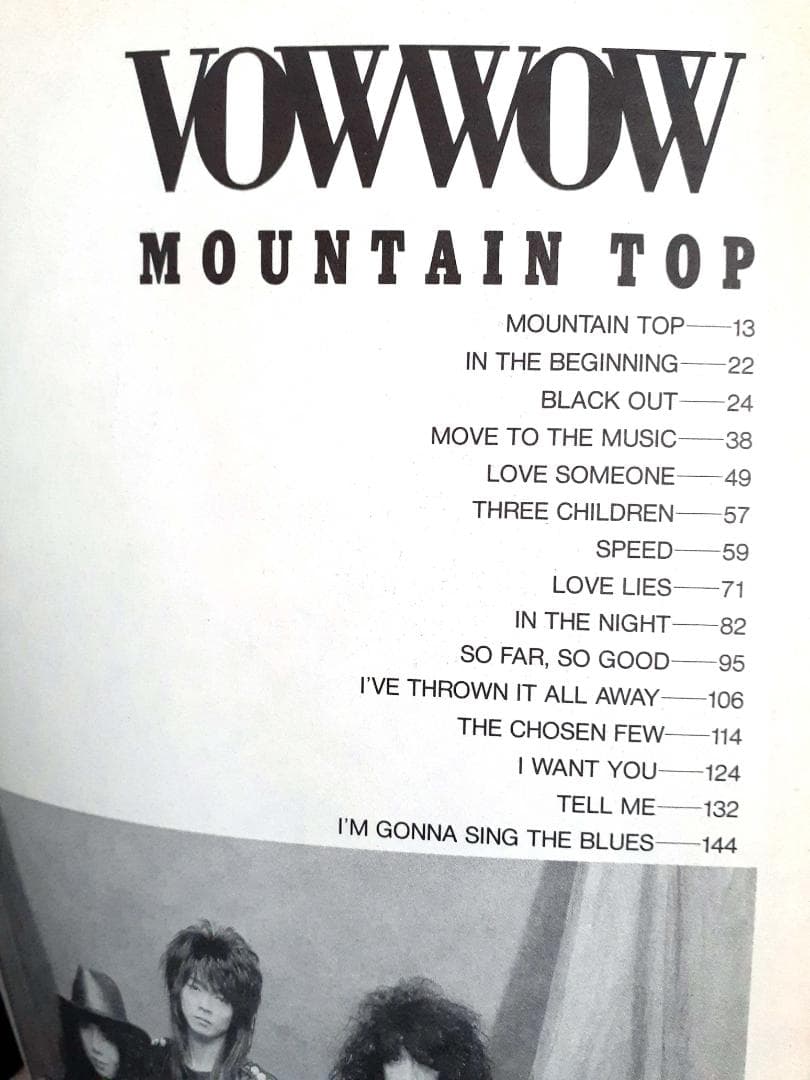 VOWWOW
MOUNTAIN TOP
MOUNTAIN TOP——13
IN THE BEGINNING——22
BLACK OUT——24
MOVE TO THE MUSIC——38
LOVE SOMEONE——49
THREE CHILDREN——57
SPEED——59
LOVE LIES——71
IN THE NIGHT——82
SO FAR, SO GOOD——95
I'VE THROWN IT ALL AWAY——106
THE CHOSEN FEW——114
I WANT YOU——124
TELL ME——132
I'M GONNA SING THE BLUES——144